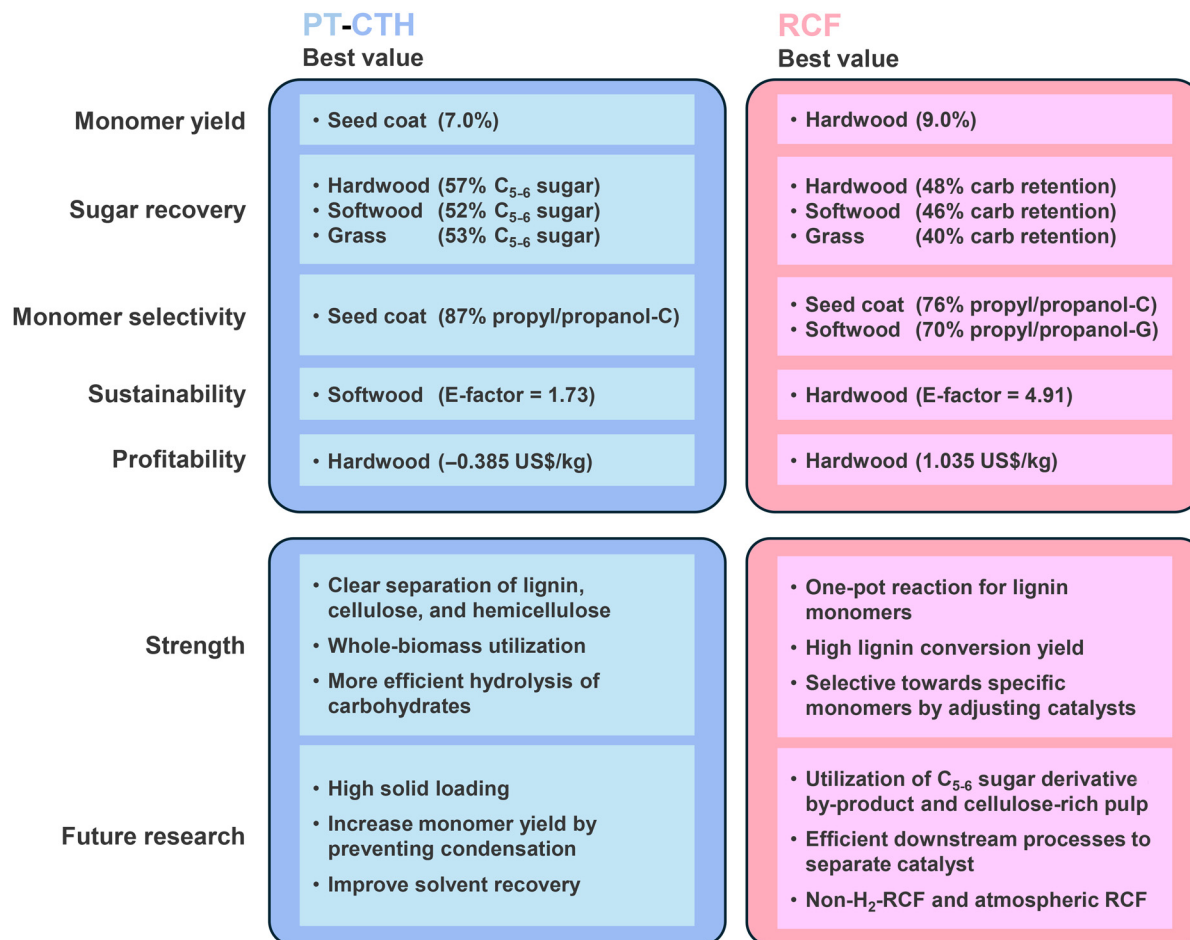 PT-CTH
Best value
RCF
Best value
Monomer yield
• Seed coat (7.0%)
• Hardwood (9.0%)
Sugar recovery
• Hardwood (57% C5-6 sugar)
• Softwood (52% C5-6 sugar)
• Grass (53% C5-6 sugar)
• Hardwood (48% carb retention)
• Softwood (46% carb retention)
• Grass (40% carb retention)
Monomer selectivity
• Seed coat (87% propyl/propanol-C)
• Seed coat (76% propyl/propanol-C)
• Softwood (70% propyl/propanol-G)
Sustainability
• Softwood (E-factor = 1.73)
• Hardwood (E-factor = 4.91)
Profitability
• Hardwood (–0.385 US$/kg)
• Hardwood (1.035 US$/kg)
Strength
• Clear separation of lignin,
cellulose, and hemicellulose
• Whole-biomass utilization
• More efficient hydrolysis of
carbohydrates
• One-pot reaction for lignin
monomers
• High lignin conversion yield
• Selective towards specific
monomers by adjusting catalysts
Future research
• High solid loading
• Increase monomer yield by
preventing condensation
• Improve solvent recovery
• Utilization of C5-6 sugar derivative
by-product and cellulose-rich pulp
• Efficient downstream processes to
separate catalyst
• Non-H2-RCF and atmospheric RCF